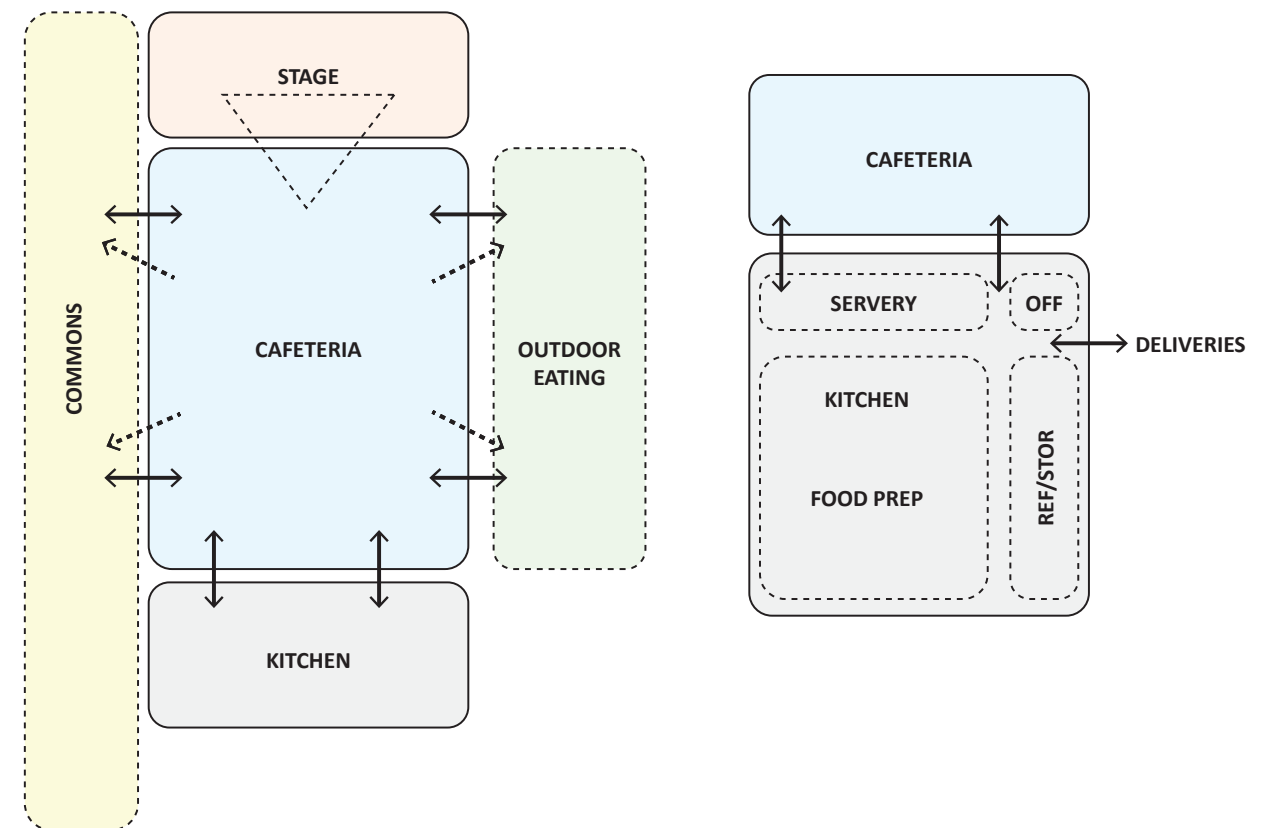 STAGE
COMMONS
CAFETERIA
OUTDOOR
EATING
KITCHEN
CAFETERIA
SERVERY
OFF
DELIVERIES
KITCHEN
FOOD PREP
REF/STOR